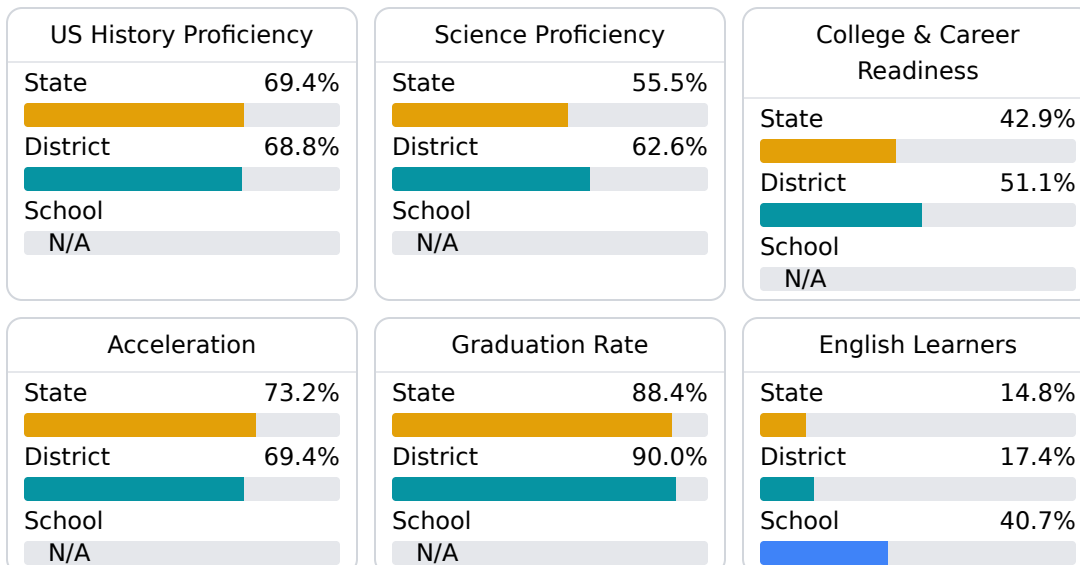 US History Proficiency
State 69.4%
District 68.8%
School
N/A
Science Proficiency
State 55.5%
District 62.6%
School
N/A
College & Career
Readiness
State 42.9%
District 51.1%
School
N/A
Acceleration
State 73.2%
District 69.4%
School
N/A
Graduation Rate
State 88.4%
District 90.0%
School
N/A
English Learners
State 14.8%
District 17.4%
School 40.7%